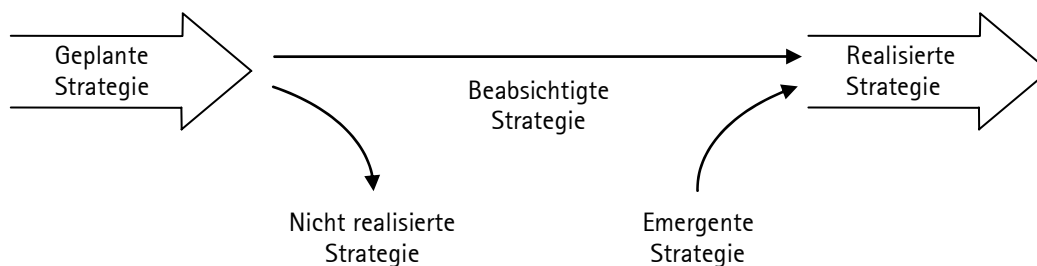 Geplante
Strategie
Realisierte
Strategie
Beabsichtigte
Strategie
Nicht realisierte
Strategie
Emergente
Strategie